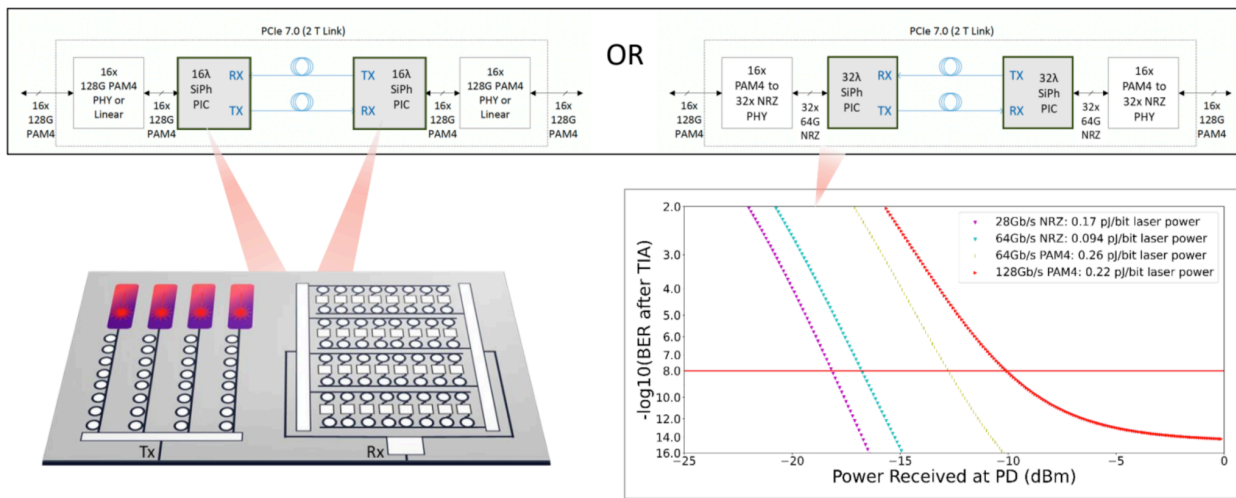 PCIe 7.0 (2 T Link)
16x
128G PAM4
PHY or
Linear
16λ
SiPh
PIC
RX
TX
TX
RX
16λ
SiPh
PIC
16x
128G PAM4
PHY or
Linear
16x
128G
PAM4
16x
128G
PAM4
16x
128G
PAM4
16x
128G
PAM4
OR
PCIe 7.0 (2 T Link)
16x
PAM4 to
32x NRZ
PHY
32λ
SiPh
PIC
RX
TX
TX
RX
32λ
SiPh
PIC
16x
PAM4 to
32x NRZ
PHY
16x
128G
PAM4
32x
64G
NRZ
32x
64G
NRZ
16x
128G
PAM4
Tx
Rx
-log10(BER after TIA)
2.0
3.0
4.0
5.0
6.0
7.0
8.0
10.0
12.0
14.0
16.0
28Gb/s NRZ: 0.17 pJ/bit laser power
64Gb/s NRZ: 0.094 pJ/bit laser power
64Gb/s PAM4: 0.26 pJ/bit laser power
128Gb/s PAM4: 0.22 pJ/bit laser power
−25
−20
−15
−10
−5
0
Power Received at PD (dBm)